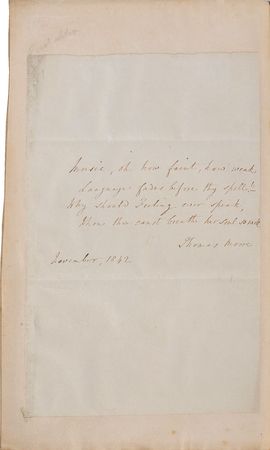 Music, oh how faint, how weak
Language fades before thy spell!
Why should Feeling ever speak,
When thou canst breathe her soul so well
Thomas Moore
November, 1842